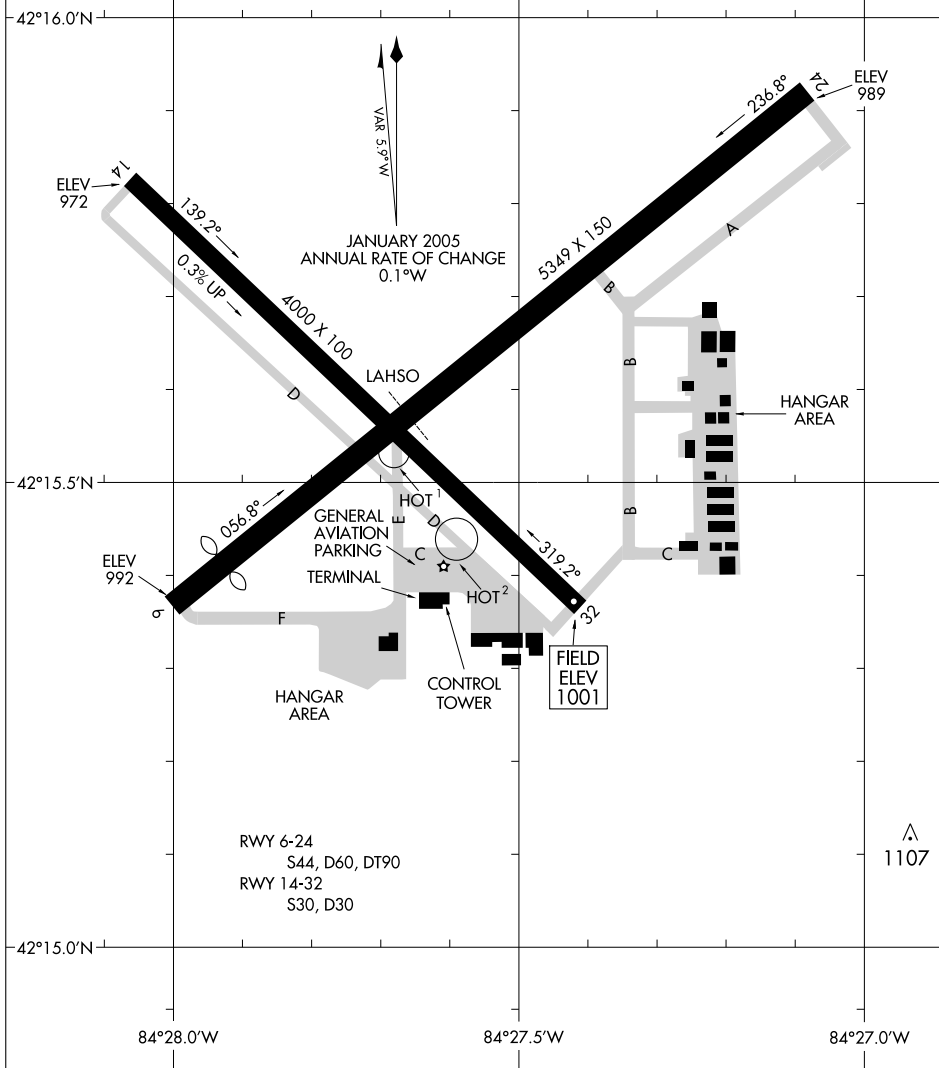 42°16.0'N
24
ELEV
989
236.8°
VAR 5.9°W
14
ELEV
972
139.2°
JANUARY 2005
ANNUAL RATE OF CHANGE
0.1°W
A
5349 X 150
0.3% UP
B
4000 X 100
LAHSO
B
D
HANGAR
AREA
42°15.5'N
HOT 1
056.8°
E
D
B
GENERAL
AVIATION
PARKING
319.2°
C
C
ELEV
992
TERMINAL
HOT 2
6
F
32
FIELD
ELEV
1001
CONTROL
TOWER
HANGAR
AREA
RWY 6-24
S44, D60, DT90
RWY 14-32
S30, D30
1107
42°15.0'N
84°28.0'W
84°27.5'W
84°27.0'W